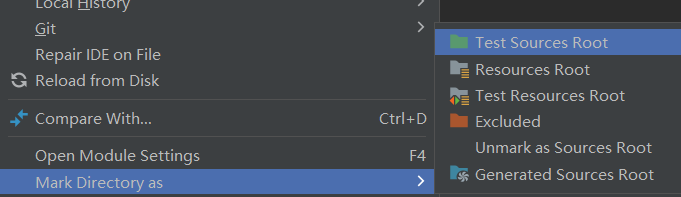 Local History
Git
Repair IDE on File
Reload from Disk
Compare With... Ctrl+D
Open Module Settings F4
Mark Directory as
Test Sources Root
Resources Root
Test Resources Root
Excluded
Unmark as Sources Root
Generated Sources Root